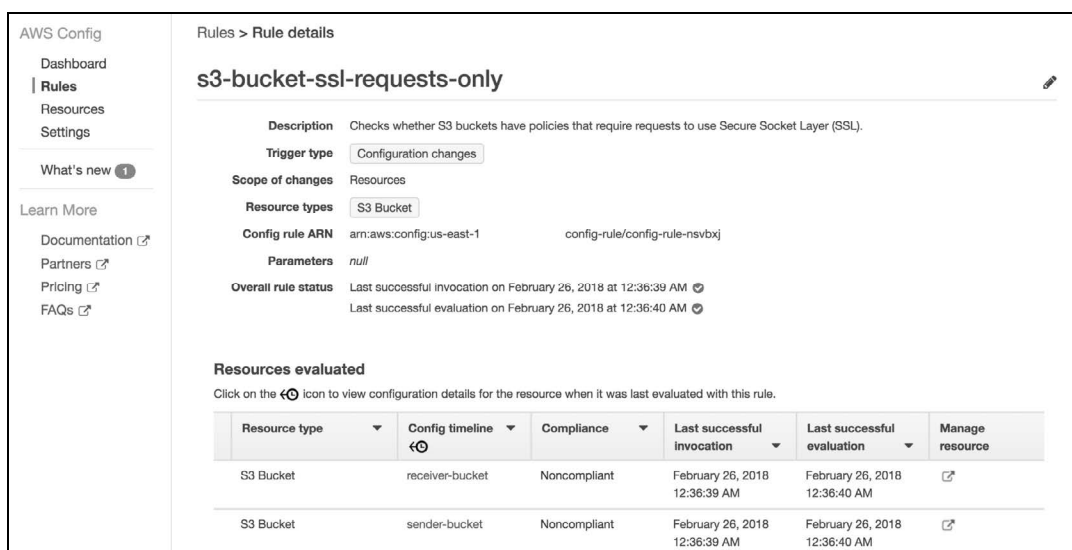 AWS Config
Dashboard
Rules
Resources
Settings
What's new 1
Learn More
Documentation
Partners
Pricing
FAQs
Rules > Rule details
s3-bucket-ssl-requests-only
Description Checks whether S3 buckets have policies that require requests to use Secure Socket Layer (SSL).
Trigger type Configuration changes
Scope of changes Resources
Resource types S3 Bucket
Config rule ARN arn:aws:config:us-east-1 config-rule/config-rule-nsvbxj
Parameters null
Overall rule status Last successful invocation on February 26, 2018 at 12:36:39 AM
Last successful evaluation on February 26, 2018 at 12:36:40 AM
Resources evaluated
Click on the icon to view configuration details for the resource when it was last evaluated with this rule.
Resource type Config timeline Compliance Last successful invocation Last successful evaluation Manage resource
S3 Bucket receiver-bucket Noncompliant February 26, 2018 12:36:39 AM February 26, 2018 12:36:40 AM
S3 Bucket sender-bucket Noncompliant February 26, 2018 12:36:39 AM February 26, 2018 12:36:40 AM